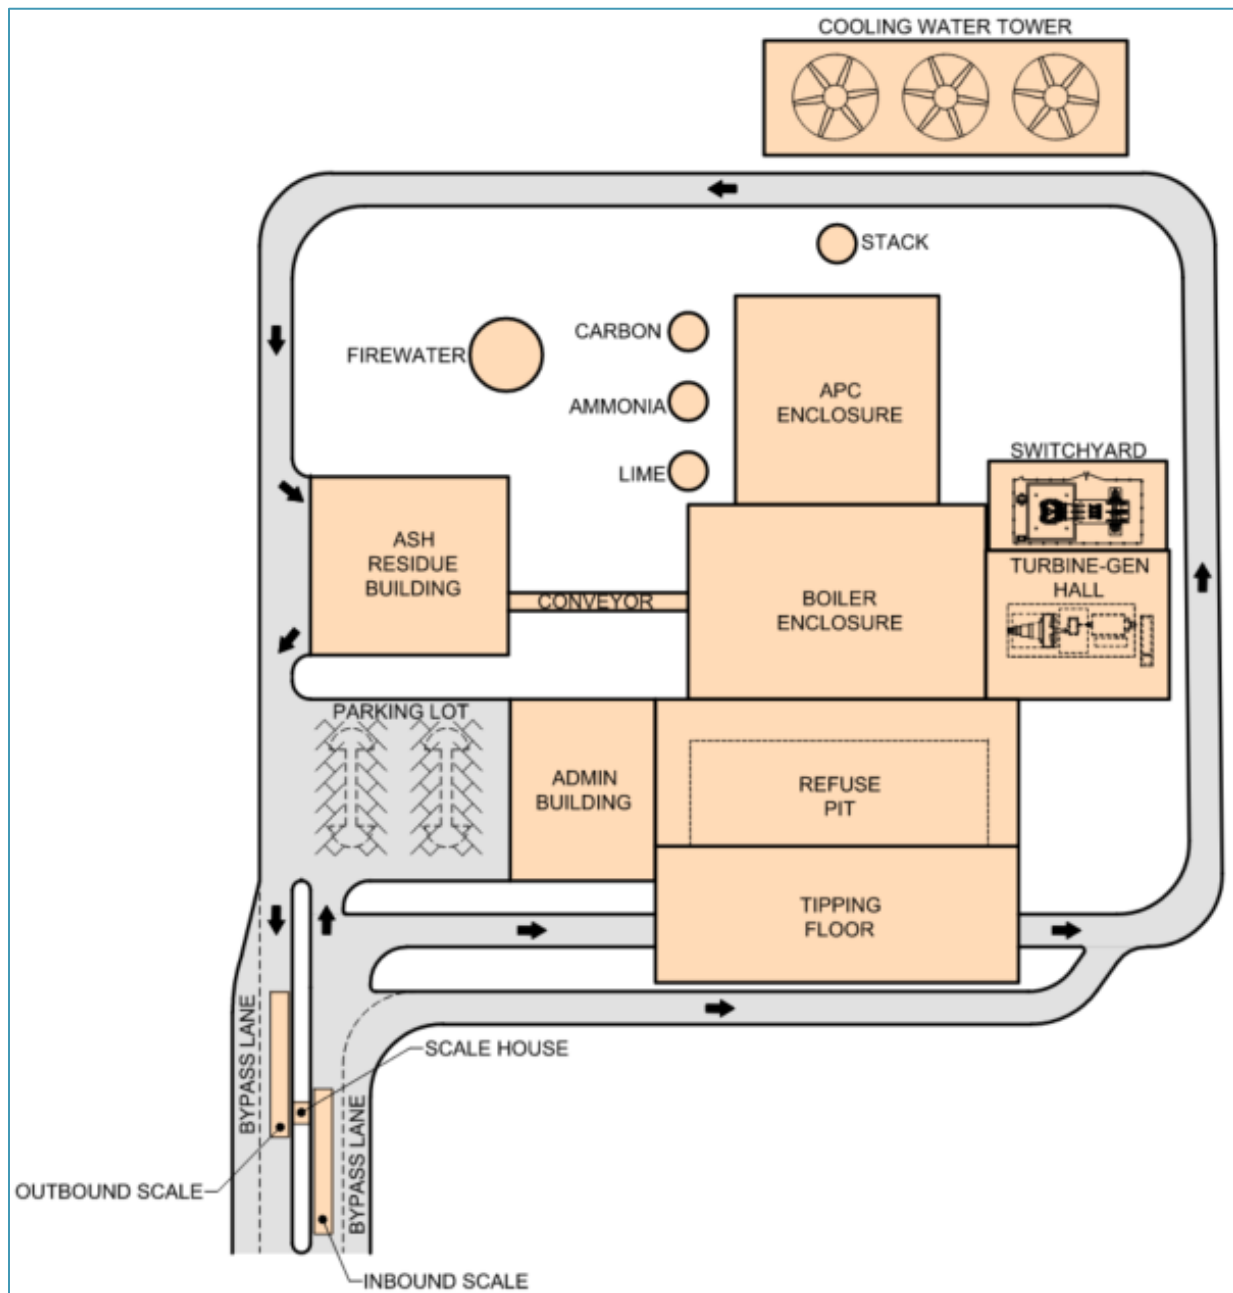 COOLING WATER TOWER
STACK
CARBON
FIREWATER
AMMONIA
APC
ENCLOSURE
LIME
SWITCHYARD
ASH
RESIDUE
BUILDING
TURBINE-GEN
HALL
CONVEYOR
BOILER
ENCLOSURE
PARKING LOT
ADMIN
BUILDING
REFUSE
PIT
TIPPING
FLOOR
BYPASS LANE
SCALE HOUSE
BYPASS LANE
OUTBOUND SCALE
INBOUND SCALE